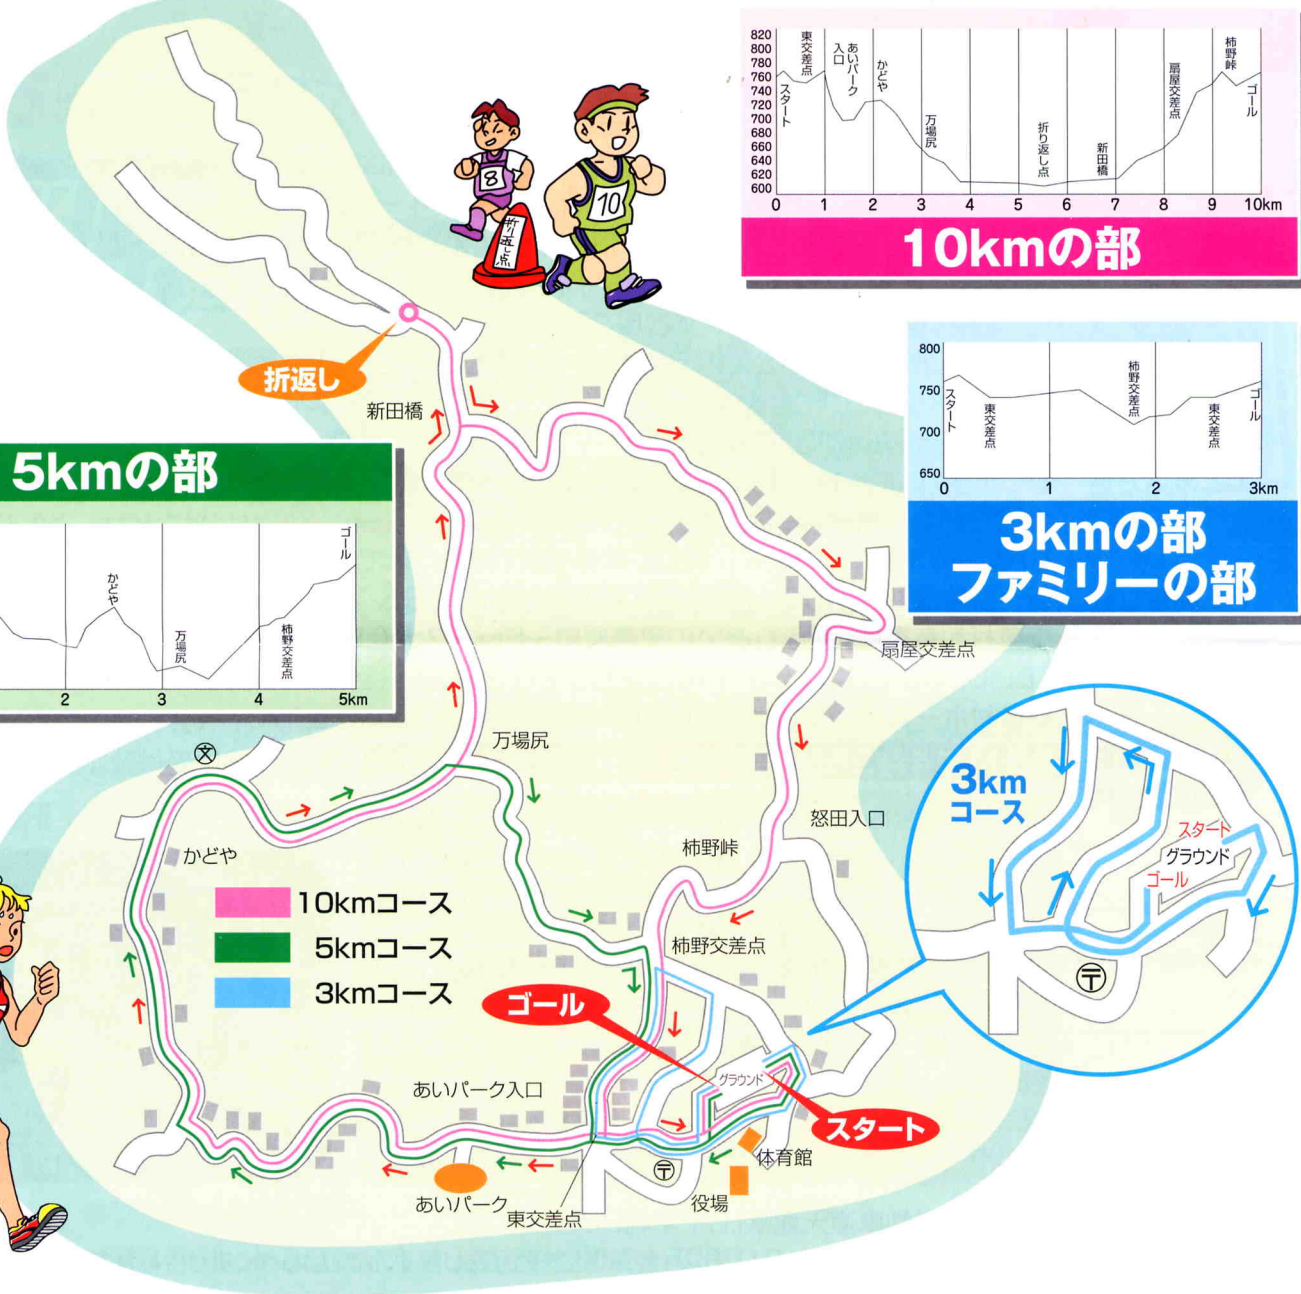 820
800
780
760
740
720
700
680
660
640
620
600
スタート
東交差点
あいパーク
入口
かどや
万場尻
折り返し点
新田橋
扇屋交差点
柿野峠
ゴール
0 1 2 3 4 5 6 7 8 9 10km
10kmの部
8
10
折り返し点
800
750
700
650
スタート
東交差点
柿野交差点
東交差点
ゴール
0 1 2 3km
3kmの部
ファミリーの部
5kmの部
かどや
万場尻
柿野交差点
ゴール
2 3 4 5km
折返し
新田橋
扇屋交差点
万場尻
文
かどや
怒田入口
柿野峠
柿野交差点
10kmコース
5kmコース
3kmコース
ゴール
グラウンド
スタート
あいパーク入口
あいパーク
東交差点
〒
体育館
役場
3km
コース
スタート
グラウンド
ゴール
〒